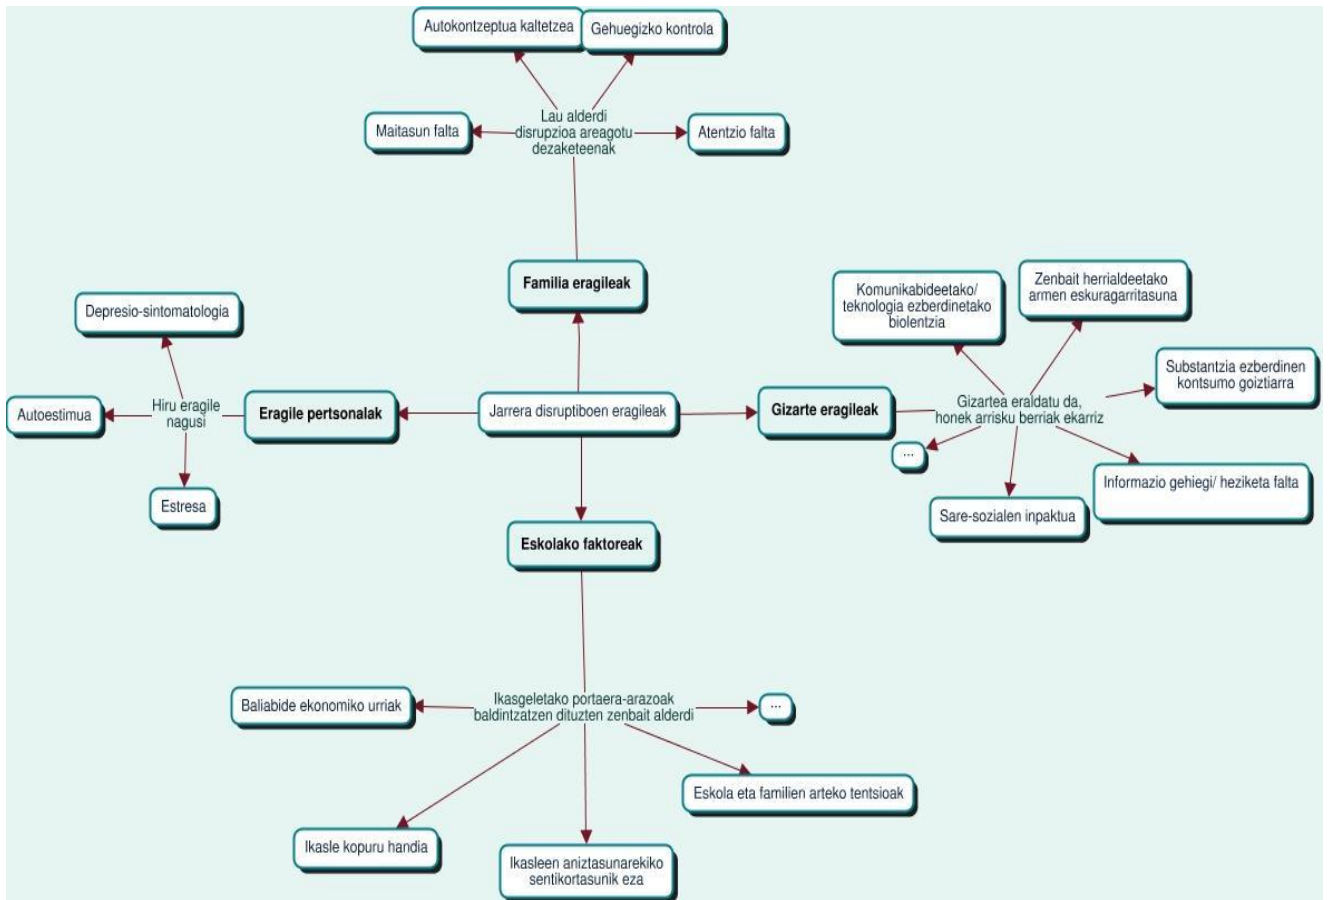 Autokontzeptua kaltetzea
Gehuegizko kontrola
Lau alderdi
disrupzioa areagotu
dezaketeenak
Maitasun falta
Atentzio falta
Familia eragileak
Komunikabideetako/
teknologia ezberdinetako
biolentzia
Zenbait herrialdeetako
armen eskuragarritasuna
Depresio-sintomatologia
Substantzia ezberdinen
kontsumo goiztiarra
Autoestimua
Hiru eragile
nagusi
Eragile pertsonalak
Jarrera disruptiboen eragileak
Gizarte eragileak
Gizartea eraldatu da,
honek arrisku berriak ekarriz
...
Informazio gehiegi/ heziketa falta
Estresa
Sare-sozialen inpaktua
Eskolako faktoreak
Baliabide ekonomiko urriak
Ikasgeletako portaera-arazoak
baldintzatzen dituzten zenbait alderdi
...
Eskola eta familien arteko tentsioak
Ikasle kopuru handia
Ikasleen aniztasunarekiko
sentikortasunik eza